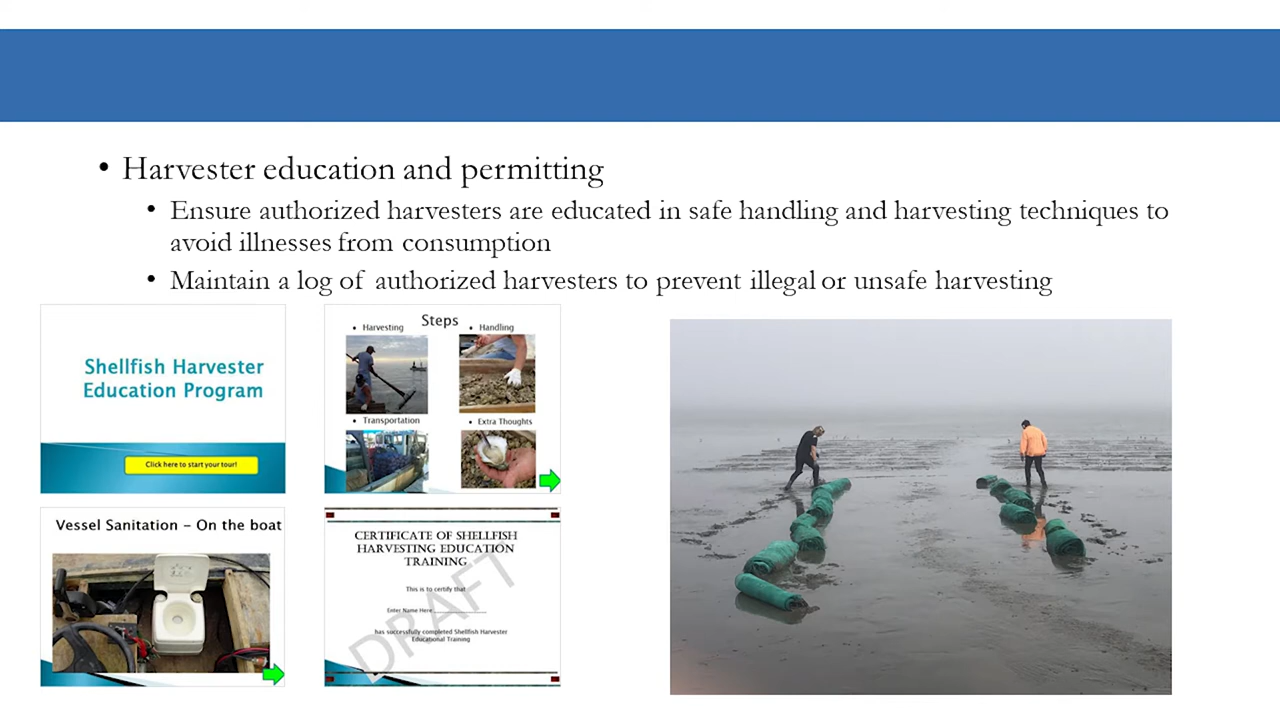 • Harvester education and permitting
• Ensure authorized harvesters are educated in safe handling and harvesting techniques to
avoid illnesses from consumption
• Maintain a log of authorized harvesters to prevent illegal or unsafe harvesting
Shellfish Harvester
Education Program
Click here to start your tour!
Steps
• Harvesting
• Handling
• Transportation
• Extra Thoughts
Vessel Sanitation – On the boat
CERTIFICATE OF SHELLFISH
HARVESTING EDUCATION
TRAINING
This is to certify that
Enter Name Here
has successfully completed Shellfish Harvester
Educational Training
DRAFT